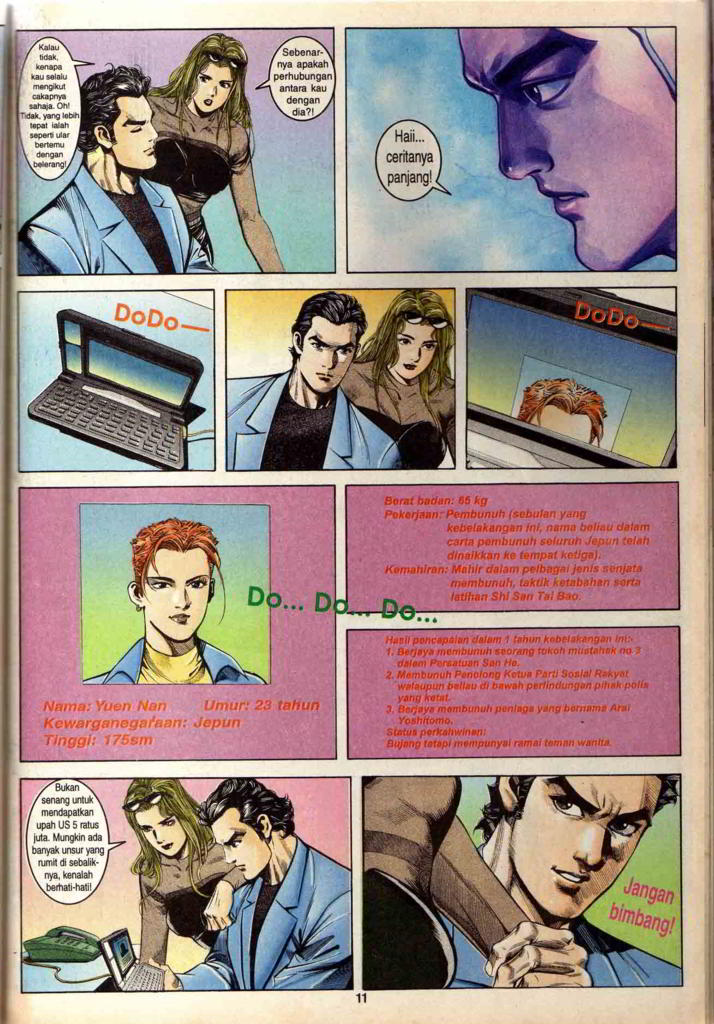 Kalau
tidak,
kenapa
kau selalu
mengikut
cakapnya
sahaja. Oh!
Tidak, yang lebih
tepat ialah
seperti ular
bertemu
dengan
belerang!
Sebenar-
nya apakah
perhubungan
antara kau
dengan
dia?!
Haii...
ceritanya
panjang!
DoDo—
DoDo—
Nama: Yuen Nan Umur: 23 tahun
Kewarganegaraan: Jepun
Tinggi: 175sm
Do... Do... Do...
Berat badan: 65 kg
Pekerjaan: Pembunuh (sebulan yang
kebelakangan ini, nama beliau dalam
carta pembunuh seluruh Jepun telah
dinaikkan ke tempat ketiga).
Kemahiran: Mahir dalam pelbagai jenis senjata
membunuh, taktik ketabahan serta
latihan Shi San Tai Bao.
Hasil pencapaian dalam 1 tahun kebelakangan ini:-
1. Berjaya membunuh seorang tokoh mustahak no 3
dalam Persatuan San He.
2. Membunuh Penolong Ketua Parti Sosial Rakyat
walaupun beliau di bawah perlindungan pihak polis
yang ketat.
3. Berjaya membunuh peniaga yang bernama Arai
Yoshitomo.
Status perkahwinan:
Bujang tetapi mempunyai ramai teman wanita.
Bukan
senang untuk
mendapatkan
upah US 5 ratus
juta. Mungkin ada
banyak unsur yang
rumit di sebalik-
nya, kenalah
berhati-hati!
Jangan
bimbang!
11